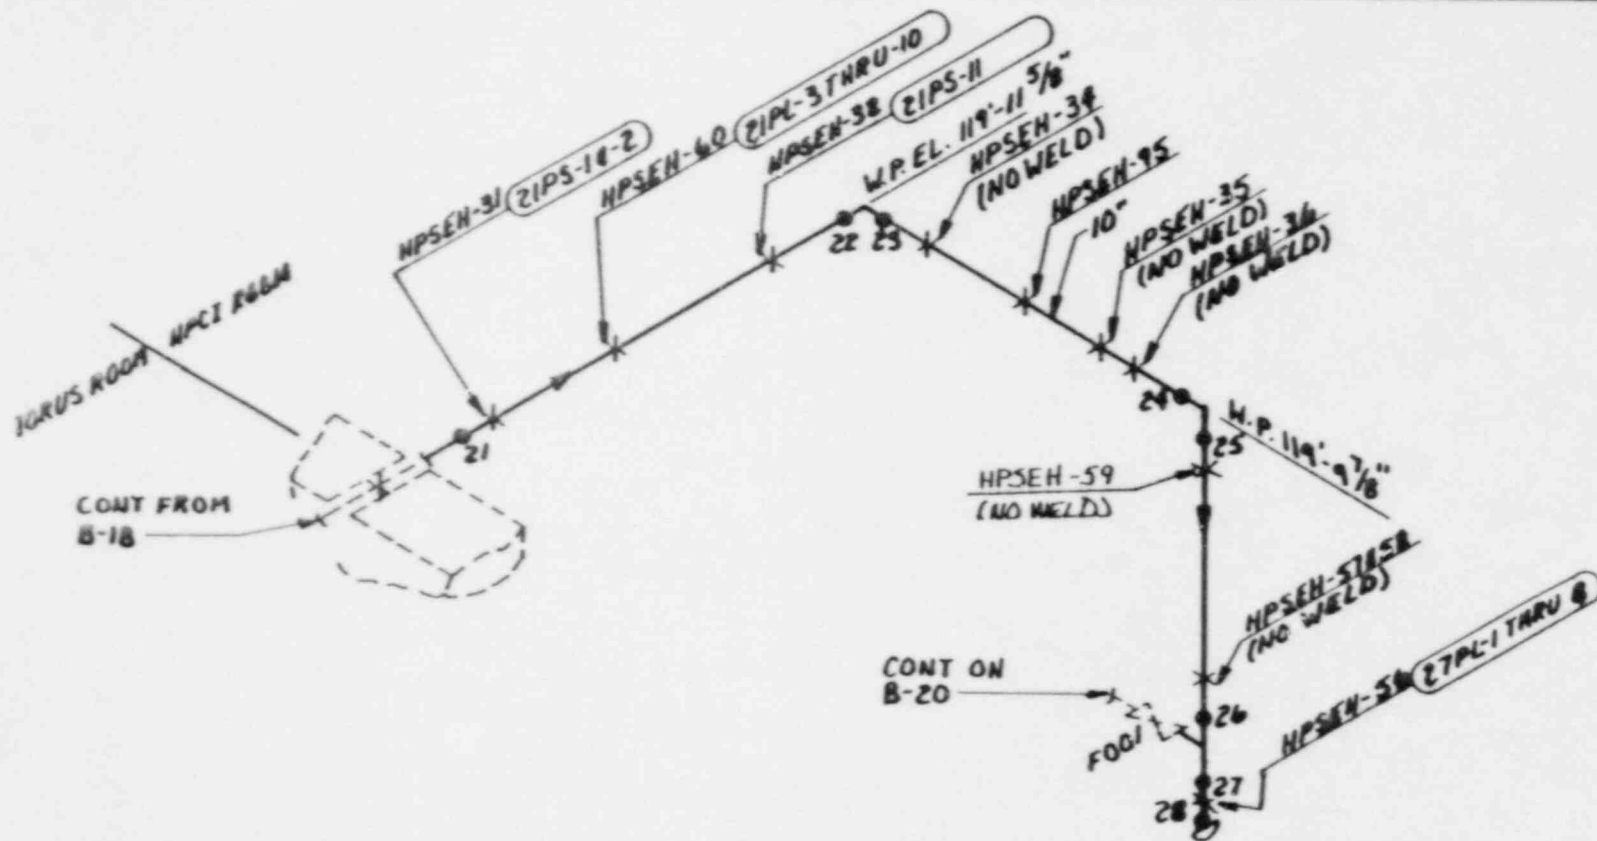 HPSEH-31 21PS-1&-2
HPSEH-60 21PL-3 THRU-10
HPSEH-38 21PS-11
W.P. EL. 119'-11 5/8"
HPSEH-34
(NO WELD)
HPSEH-95
10"
HPSEH-35
(NO WELD)
HPSEH-36
(NO WELD)
22
23
TORUS ROOM
HPCI ROOM
21
CONT FROM
B-18
24
25
W.P. 119'-9 7/8"
HPSEH-59
(NO WELD)
HPSEH-57&58
(NO WELD)
CONT ON
B-20
F001
26
27
28
27PL-1 THRU